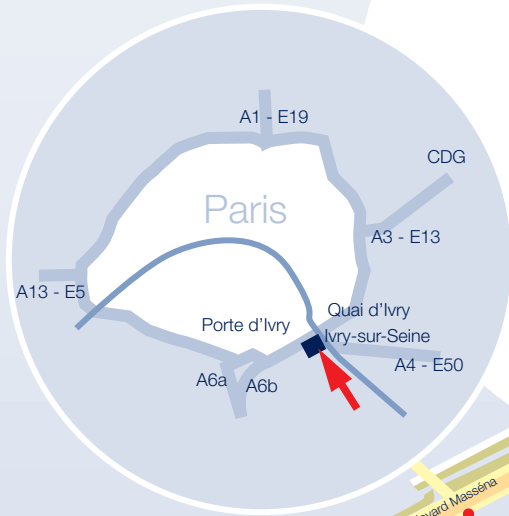 A1 - E19
CDG
Paris
A3 - E13
A13 - E5
Quai d'Ivry
Porte d'Ivry
Ivry-sur-Seine
A4 - E50
A6a
A6b
Masséna